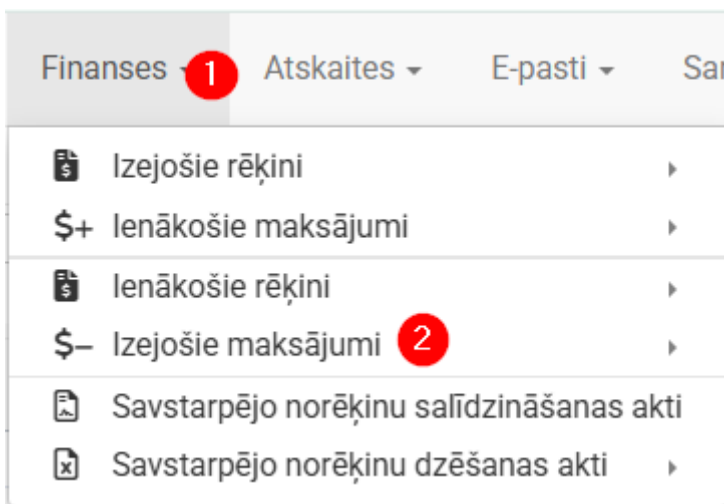 Finanses 1 Atskaites E-pasti
Izejošie rēķini
$+ Ienākošie maksājumi
Ienākošie rēķini
$– Izejošie maksājumi 2
Savstarpējo norēķinu salīdzināšanas akti
Savstarpējo norēķinu dzēšanas akti